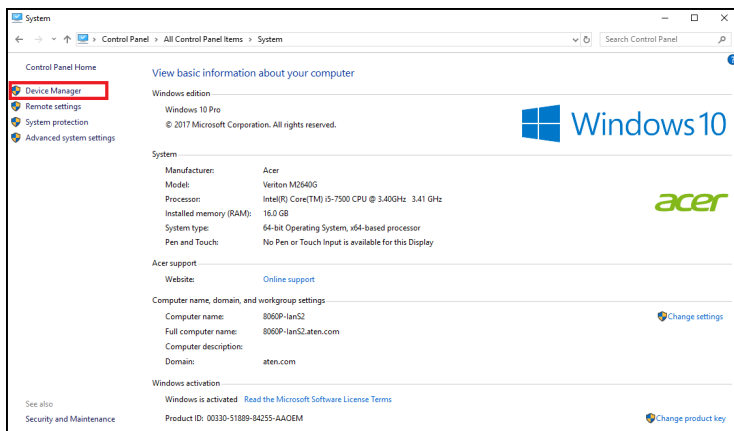 System
Control Panel > All Control Panel Items > System
Search Control Panel
Control Panel Home
Device Manager
Remote settings
System protection
Advanced system settings
View basic information about your computer
Windows edition
Windows 10 Pro
© 2017 Microsoft Corporation. All rights reserved.
Windows 10
System
Manufacturer: Acer
Model: Veriton M2640G
Processor: Intel(R) Core(TM) i5-7500 CPU @ 3.40GHz 3.41 GHz
Installed memory (RAM): 16.0 GB
System type: 64-bit Operating System, x64-based processor
Pen and Touch: No Pen or Touch Input is available for this Display
acer
Acer support
Website: Online support
Computer name, domain, and workgroup settings
Computer name: 8060P-IanS2
Change settings
Full computer name: 8060P-IanS2.aten.com
Computer description:
Domain: aten.com
Windows activation
Windows is activated Read the Microsoft Software License Terms
Product ID: 00330-51889-84255-AAOEM
Change product key
See also
Security and Maintenance